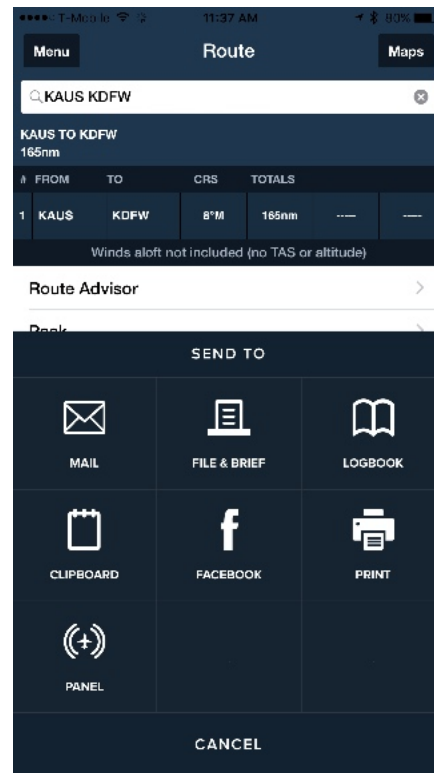 T-Mobile 11:37 AM 80%
Menu Route Maps
KAUS KDFW
KAUS TO KDFW
165nm
# FROM TO CRS TOTALS
1 KAUS KDFW 8°M 165nm ---- ----
Winds aloft not included (no TAS or altitude)
Route Advisor
SEND TO
MAIL FILE & BRIEF LOGBOOK
CLIPBOARD FACEBOOK PRINT
PANEL
CANCEL